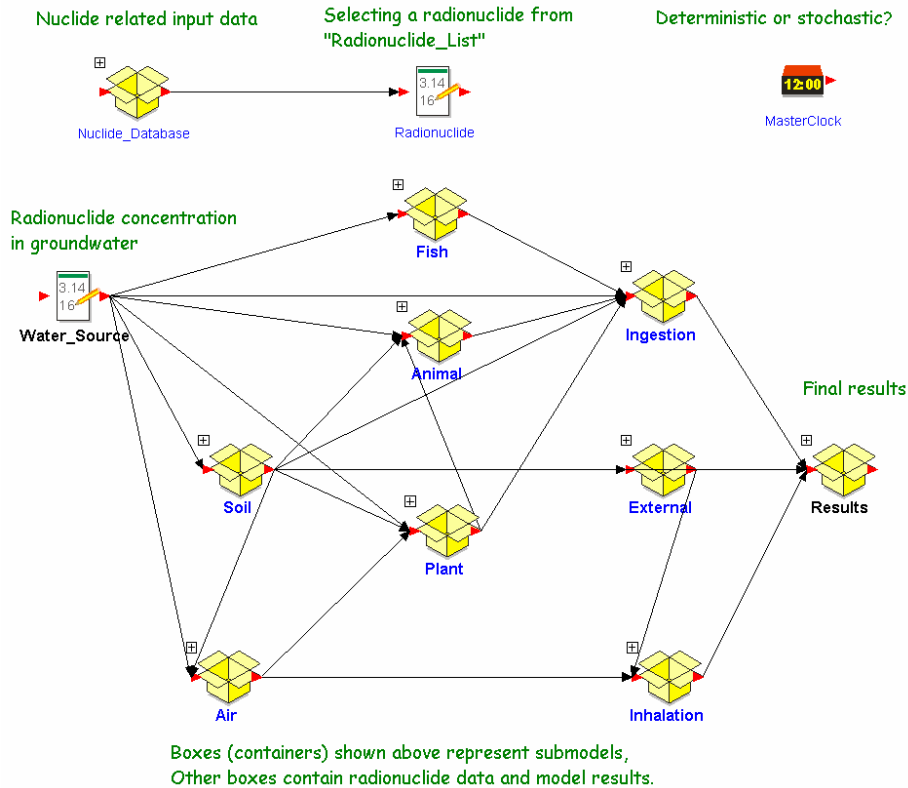 Nuclide related input data
Selecting a radionuclide from
"Radionuclide_List"
Deterministic or stochastic?
3.14
16
12:00
Nuclide_Database
Radionuclide
MasterClock
Radionuclide concentration
in groundwater
Fish
3.14
16
Water_Source
Animal
Ingestion
Final results
Soil
External
Results
Plant
Air
Inhalation
Boxes (containers) shown above represent submodels,
Other boxes contain radionuclide data and model results.